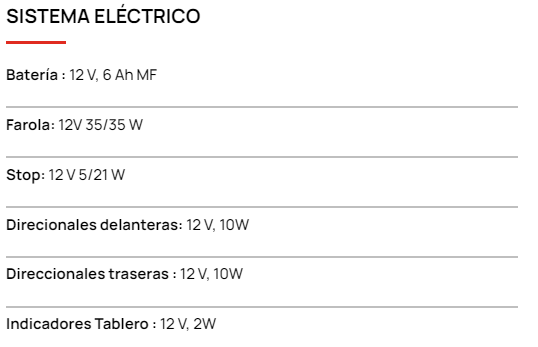 SISTEMA ELÉCTRICO
Batería : 12 V, 6 Ah MF
Farola: 12V 35/35 W
Stop: 12 V 5/21 W
Direcionales delanteras: 12 V, 10W
Direccionales traseras : 12 V, 10W
Indicadores Tablero : 12 V, 2W